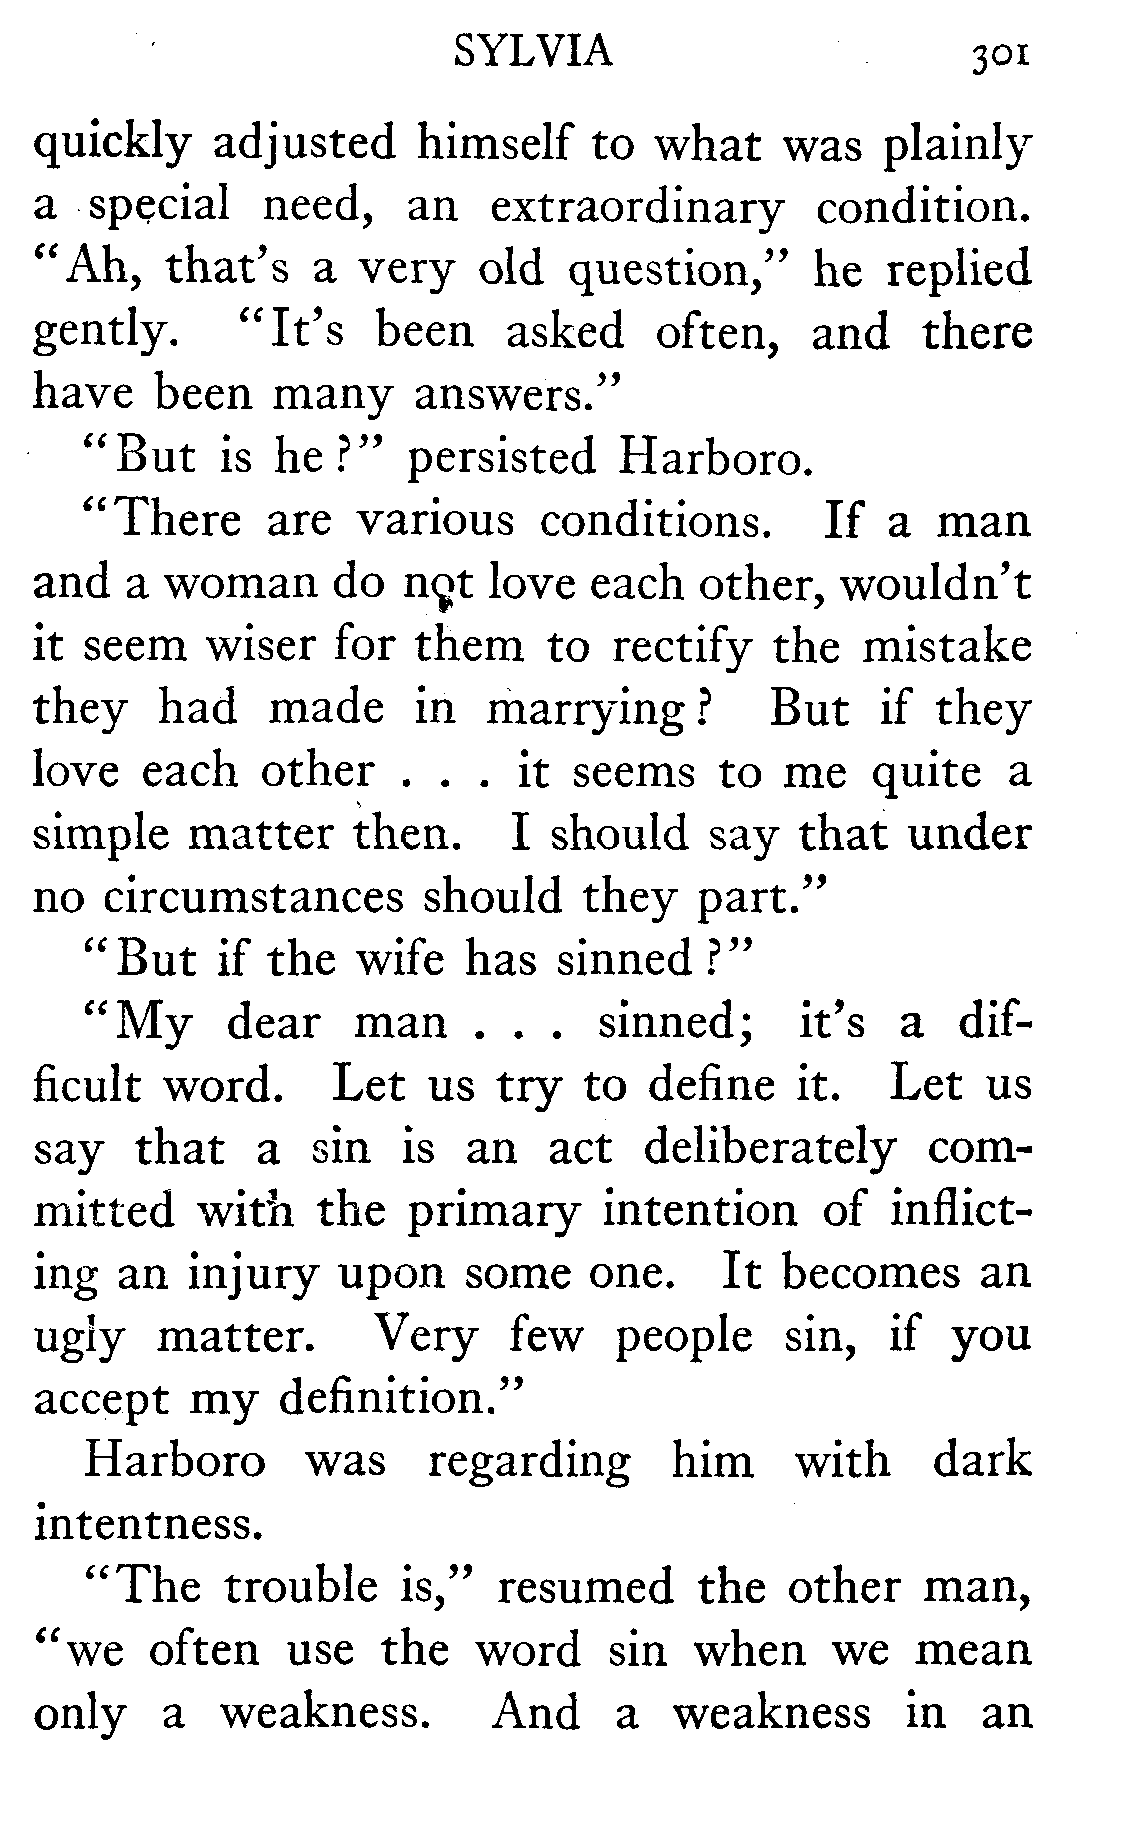 SYLVIA 301
quickly adjusted himself to what was plainly
a special need, an extraordinary condition.
“Ah, that’s a very old question,” he replied
gently. “It’s been asked often, and there
have been many answers.”
“But is he?” persisted Harboro.
“There are various conditions. If a man
and a woman do not love each other, wouldn’t
it seem wiser for them to rectify the mistake
they had made in marrying? But if they
love each other . . . it seems to me quite a
simple matter then. I should say that under
no circumstances should they part.”
“But if the wife has sinned?”
“My dear man . . . sinned; it’s a dif-
ficult word. Let us try to define it. Let us
say that a sin is an act deliberately com-
mitted with the primary intention of inflict-
ing an injury upon some one. It becomes an
ugly matter. Very few people sin, if you
accept my definition.”
Harboro was regarding him with dark
intentness.
“The trouble is,” resumed the other man,
“we often use the word sin when we mean
only a weakness. And a weakness in an